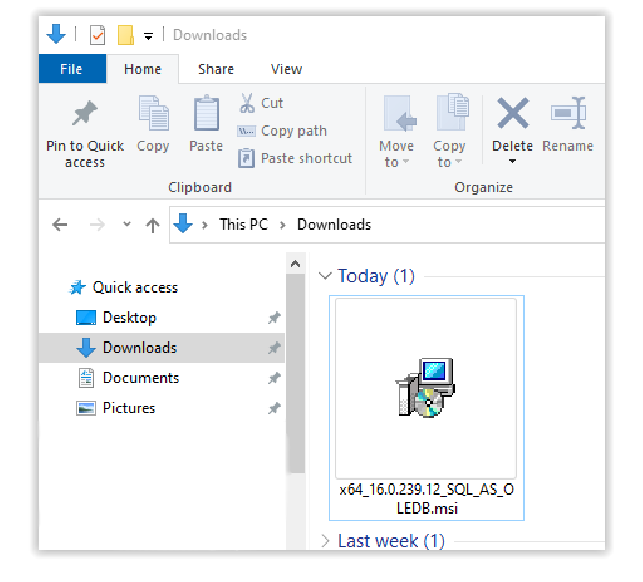 Downloads
File Home Share View
Pin to Quick access
Copy
Paste
Cut
Copy path
Paste shortcut
Move to
Copy to
Delete
Rename
Clipboard
Organize
This PC > Downloads
Quick access
Desktop
Downloads
Documents
Pictures
Today (1)
x64_16.0.239.12_SQL_AS_O
LEDB.msi
Last week (1)